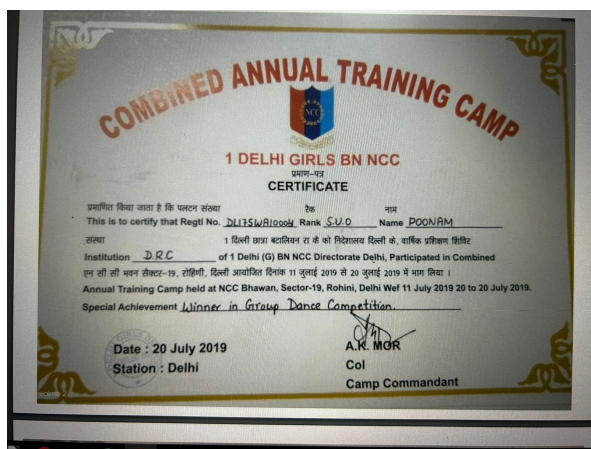 COMBINED ANNUAL TRAINING CAMP
NCC
1 DELHI GIRLS BN NCC
प्रमाण-पत्र
CERTIFICATE
प्रमाणित किया जाता है कि पलटन संख्या रैंक नाम
This is to certify that Regtl No. DL17SWA10004 Rank S.U.O Name POONAM
संस्था 1 दिल्ली छात्रा बटालियन रा के को निदेशालय दिल्ली के, वार्षिक प्रशिक्षण शिविर
Institution D.R.C of 1 Delhi (G) BN NCC Directorate Delhi, Participated in Combined
एन सी सी भवन सैक्टर-19, रोहिणी, दिल्ली आयोजित दिनांक 11 जुलाई 2019 से 20 जुलाई 2019 में भाग लिया ।
Annual Training Camp held at NCC Bhawan, Sector-19, Rohini, Delhi Wef 11 July 2019 20 to 20 July 2019.
Special Achievement Winner in Group Dance Competition.
Date : 20 July 2019
Station : Delhi
A.K. MOR
Col
Camp Commandant